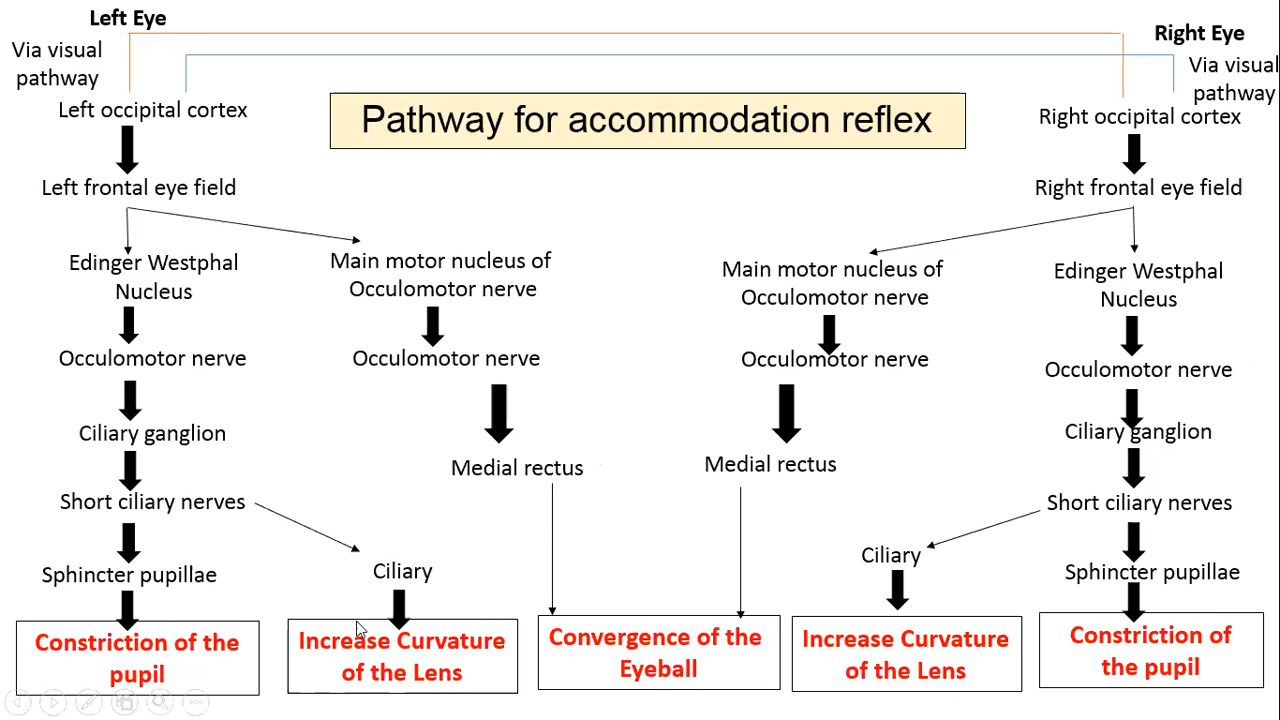 Left Eye
Via visual
pathway
Left occipital cortex
Right Eye
Via visual
pathway
Right occipital cortex
Pathway for accommodation reflex
Left frontal eye field
Right frontal eye field
Edinger Westphal
Nucleus
Main motor nucleus of
Occulomotor nerve
Main motor nucleus of
Occulomotor nerve
Edinger Westphal
Nucleus
Occulomotor nerve
Occulomotor nerve
Occulomotor nerve
Occulomotor nerve
Ciliary ganglion
Medial rectus
Medial rectus
Ciliary ganglion
Short ciliary nerves
Short ciliary nerves
Sphincter pupillae
Ciliary
Ciliary
Sphincter pupillae
Constriction of the
pupil
Increase Curvature
of the Lens
Convergence of the
Eyeball
Increase Curvature
of the Lens
Constriction of
the pupil